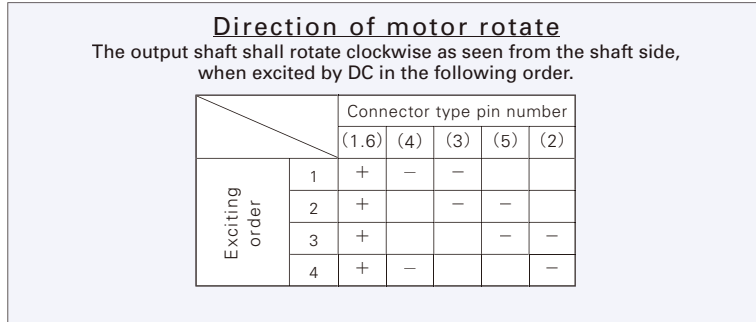 Direction of motor rotate
The output shaft shall rotate clockwise as seen from the shaft side,
when excited by DC in the following order.
Connector type pin number
(1.6) (4) (3) (5) (2)
Exciting
order
1 + − −
2 + − −
3 + − −
4 + − −